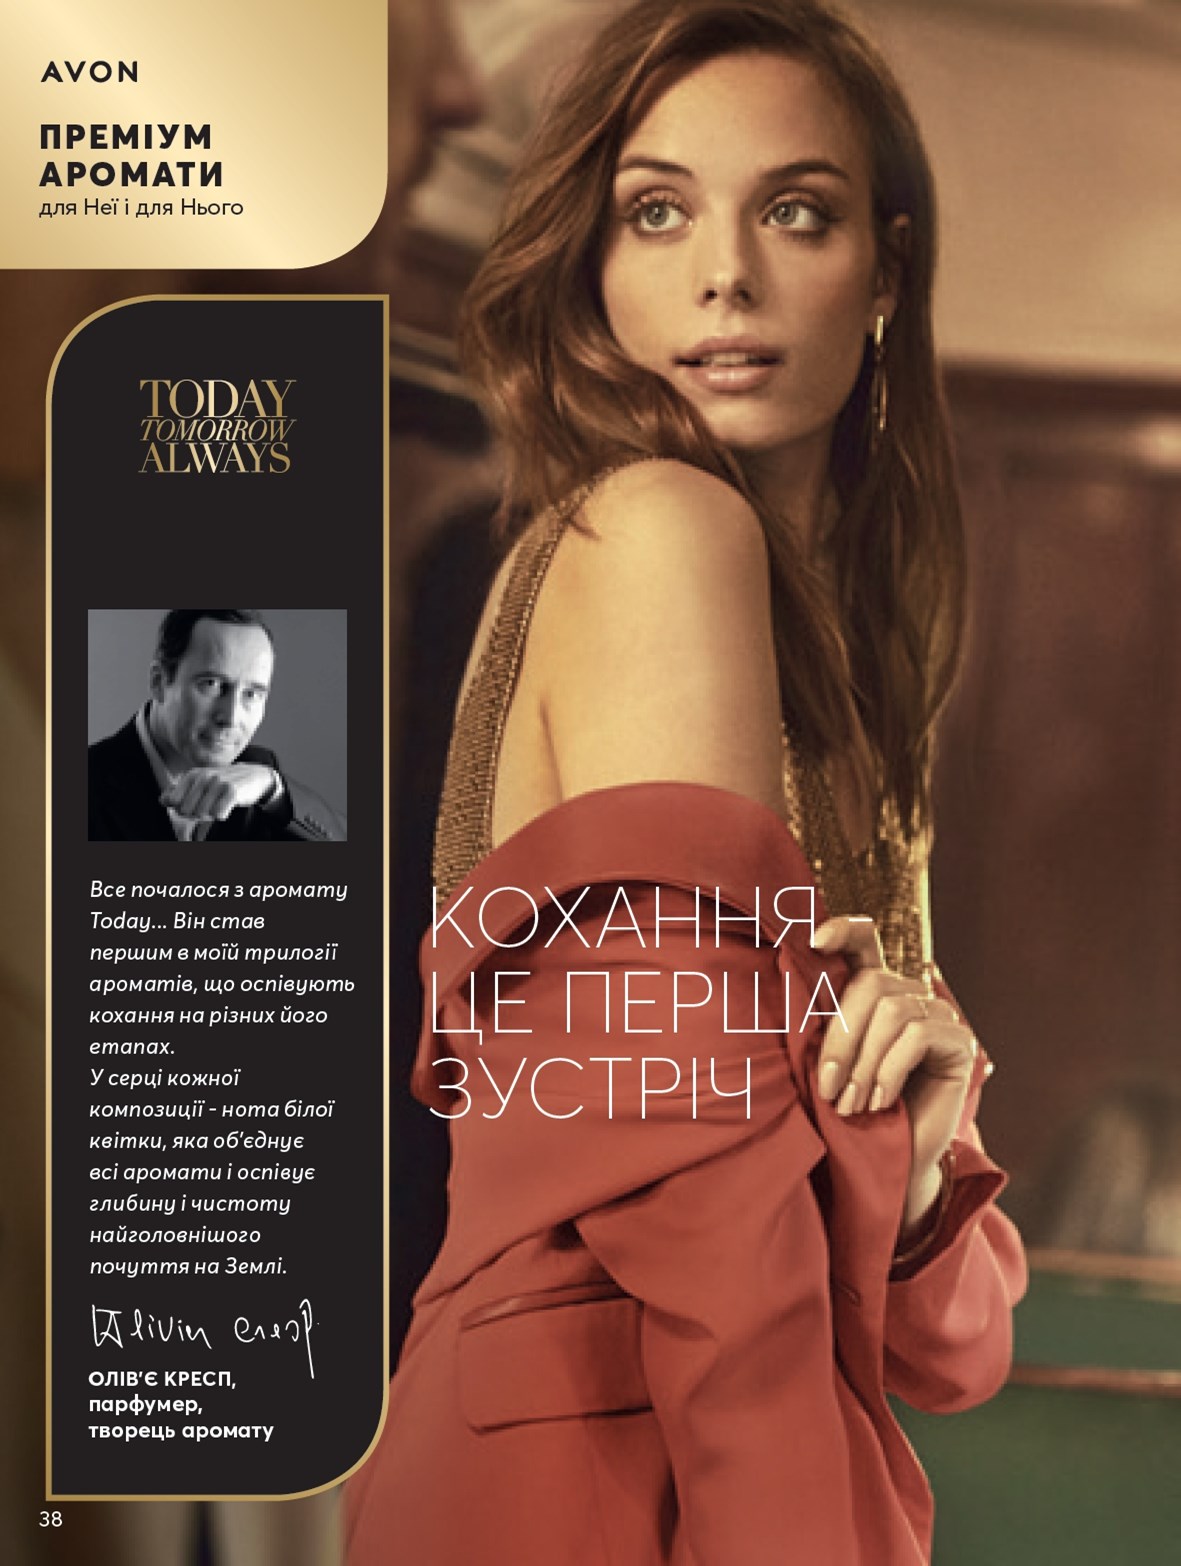 AVON
ПРЕМІУМ
АРОМАТИ
для Неї і для Нього
TODAY
TOMORROW
ALWAYS
Все почалося з аромату
Today... Він став
першим в моїй трилогії
ароматів, що оспівують
кохання на різних його
етапах.
У серці кожної
композиції - нота білої
квітки, яка об’єднує
всі аромати і оспівує
глибину і чистоту
найголовнішого
почуття на Землі.
Olivier Cresp
ОЛІВ’Є КРЕСП,
парфумер,
творець аромату
КОХАННЯ -
ЦЕ ПЕРША
ЗУСТРІЧ
38